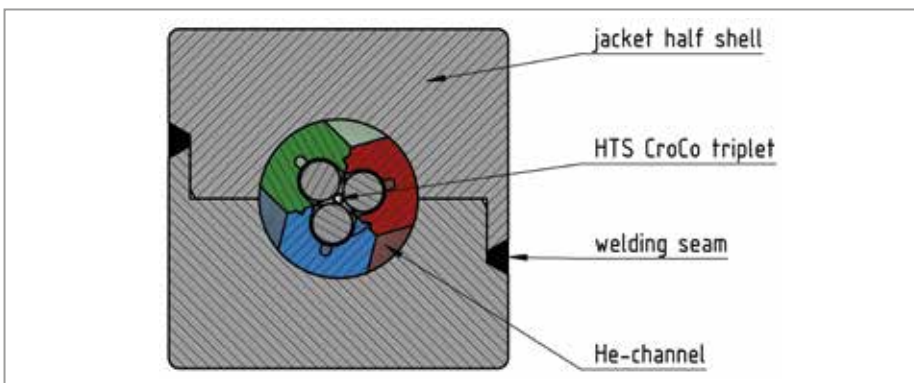 jacket half shell
HTS CroCo triplet
welding seam
He-channel